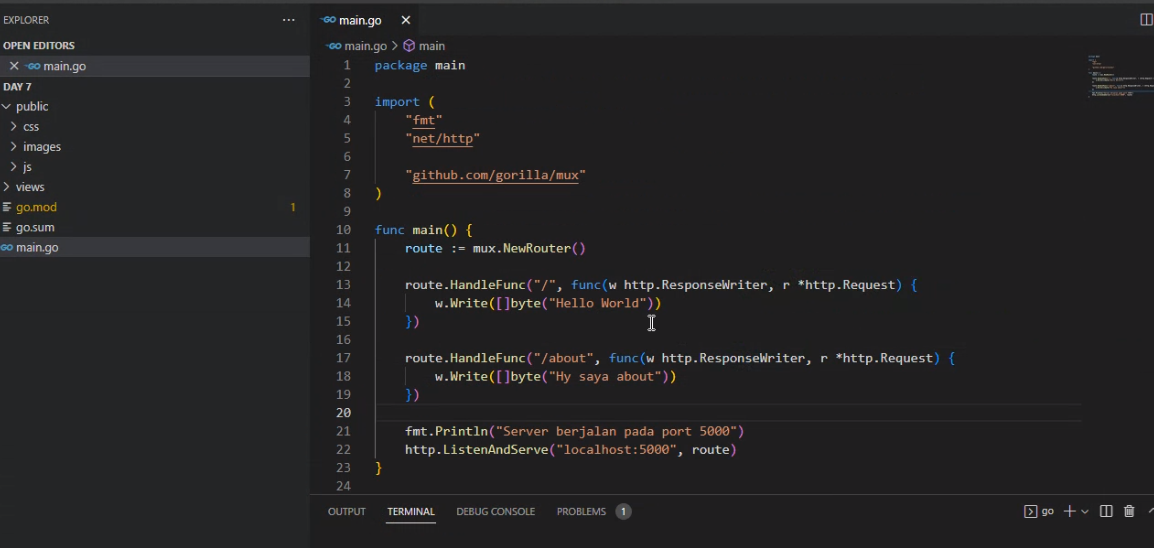 EXPLORER
OPEN EDITORS
main.go
DAY 7
public
css
images
js
views
go.mod 1
go.sum
main.go
main.go
main.go > main
1 package main
2
3 import (
4 "fmt"
5 "net/http"
6
7 "github.com/gorilla/mux"
8 )
9
10 func main() {
11 route := mux.NewRouter()
12
13 route.HandleFunc("/", func(w http.ResponseWriter, r *http.Request) {
14 w.Write([]byte("Hello World"))
15 })
16
17 route.HandleFunc("/about", func(w http.ResponseWriter, r *http.Request) {
18 w.Write([]byte("Hy saya about"))
19 })
20
21 fmt.Println("Server berjalan pada port 5000")
22 http.ListenAndServe("localhost:5000", route)
23 }
24
OUTPUT TERMINAL DEBUG CONSOLE PROBLEMS 1 go